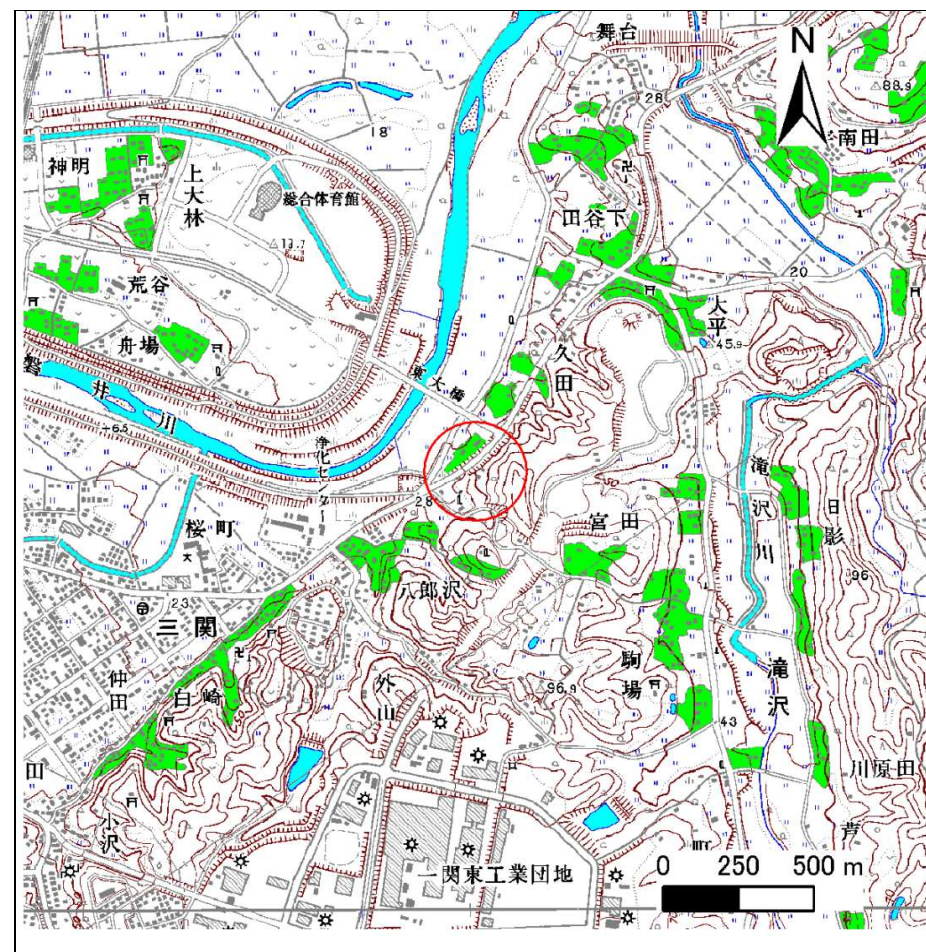 舞台
N
28
88.9
南田
神明
上大林
総合体育館
18
田谷下
11.7
20
荒谷
大平
久田
45.9
舟場
東大橋
磐井川
浄化センター
滝沢川
日影
28
宮田
桜町
96
八郎沢
23
三関
駒場
滝沢
外山
96.9
仲田
白崎
43
田
川原田
小沢
芦
町
0 250 500 m
一関東工業団地